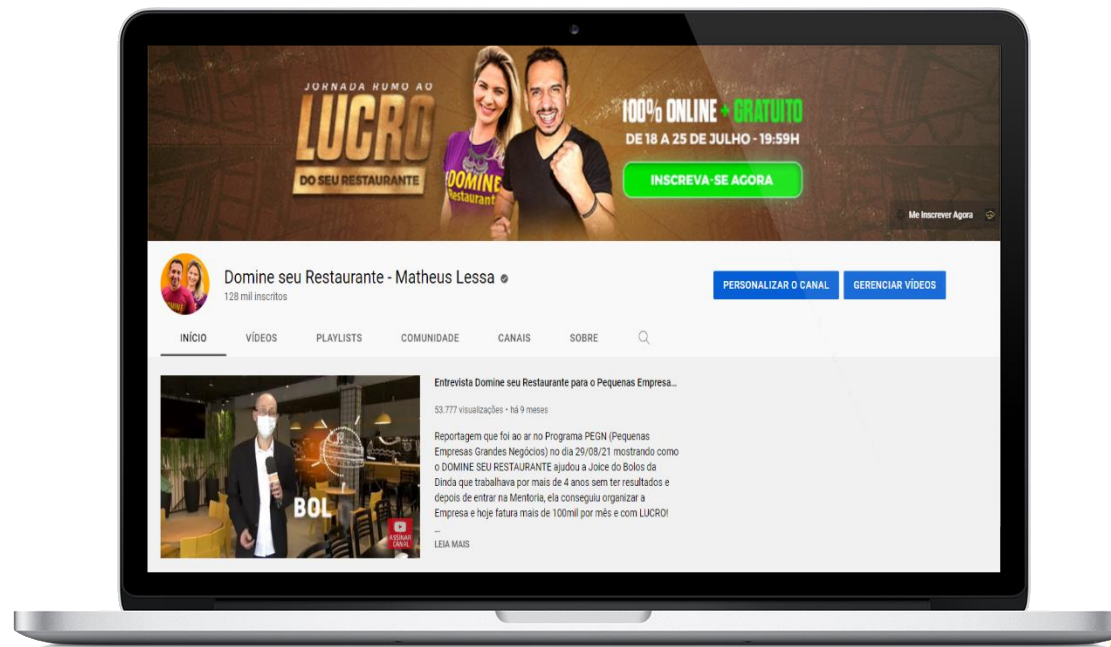 JORNADA RUMO AO
LUCRO
DO SEU RESTAURANTE
DOMINE
Restaurant
100% ONLINE + GRATUITO
DE 18 A 25 DE JULHO - 19:59H
INSCREVA-SE AGORA
Me Inscrever Agora
Domine seu Restaurante - Matheus Lessa
128 mil inscritos
PERSONALIZAR O CANAL
GERENCIAR VÍDEOS
INÍCIO VÍDEOS PLAYLISTS COMUNIDADE CANAIS SOBRE
Entrevista Domine seu Restaurante para o Pequenas Empresa...
53.777 visualizações • há 9 meses
Reportagem que foi ao ar no Programa PEGN (Pequenas
Empresas Grandes Negócios) no dia 29/08/21 mostrando como
o DOMINE SEU RESTAURANTE ajudou a Joice do Bolos da
Dinda que trabalhava por mais de 4 anos sem ter resultados e
depois de entrar na Mentoria, ela conseguiu organizar a
Empresa e hoje fatura mais de 100mil por mês e com LUCRO!
...
LEIA MAIS
BOL
ASSINAR
CANAL